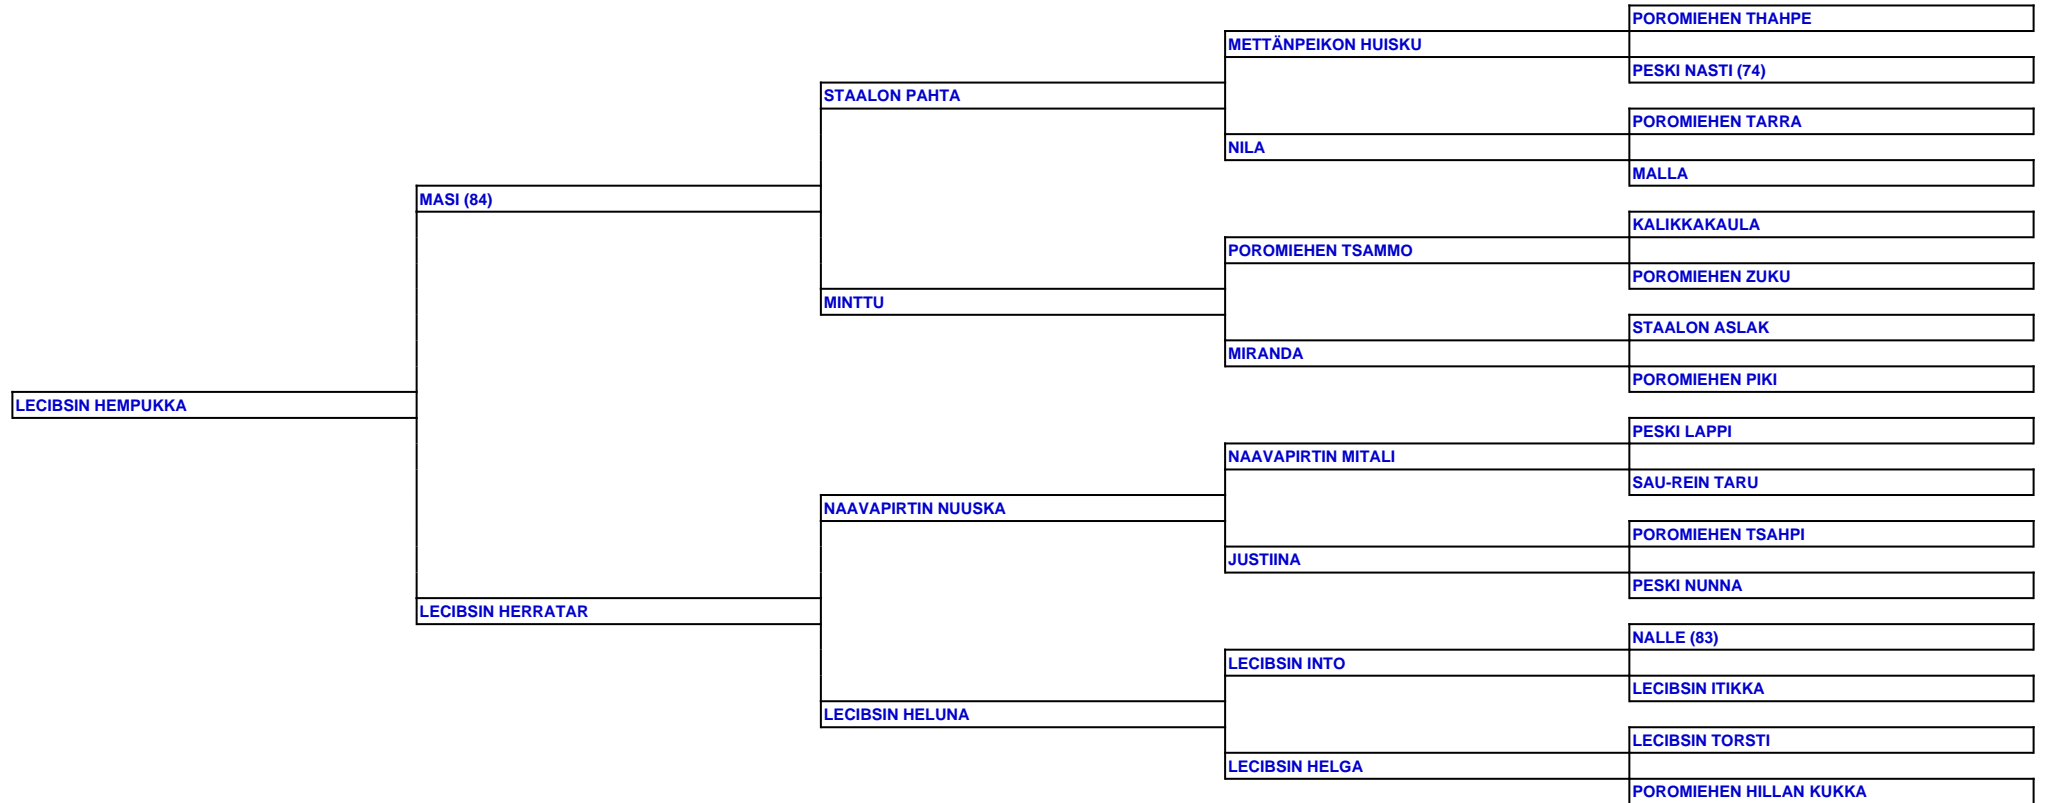 POROMIEHEN THAHPE
METTÄNPEIKON HUISKU
PESKI NASTI (74)
STAALON PAHTA
POROMIEHEN TARRA
NILA
MALLA
MASI (84)
KALIKKAKAULA
POROMIEHEN TSAMMO
POROMIEHEN ZUKU
MINTTU
STAALON ASLAK
MIRANDA
POROMIEHEN PIKI
LECIBSIN HEMPUKKA
PESKI LAPPI
NAAVAPIRTIN MITALI
SAU-REIN TARU
NAAVAPIRTIN NUUSKA
POROMIEHEN TSAHPI
JUSTIINA
PESKI NUNNA
LECIBSIN HERRATAR
NALLE (83)
LECIBSIN INTO
LECIBSIN ITIKKA
LECIBSIN HELUNA
LECIBSIN TORSTI
LECIBSIN HELGA
POROMIEHEN HILLAN KUKKA